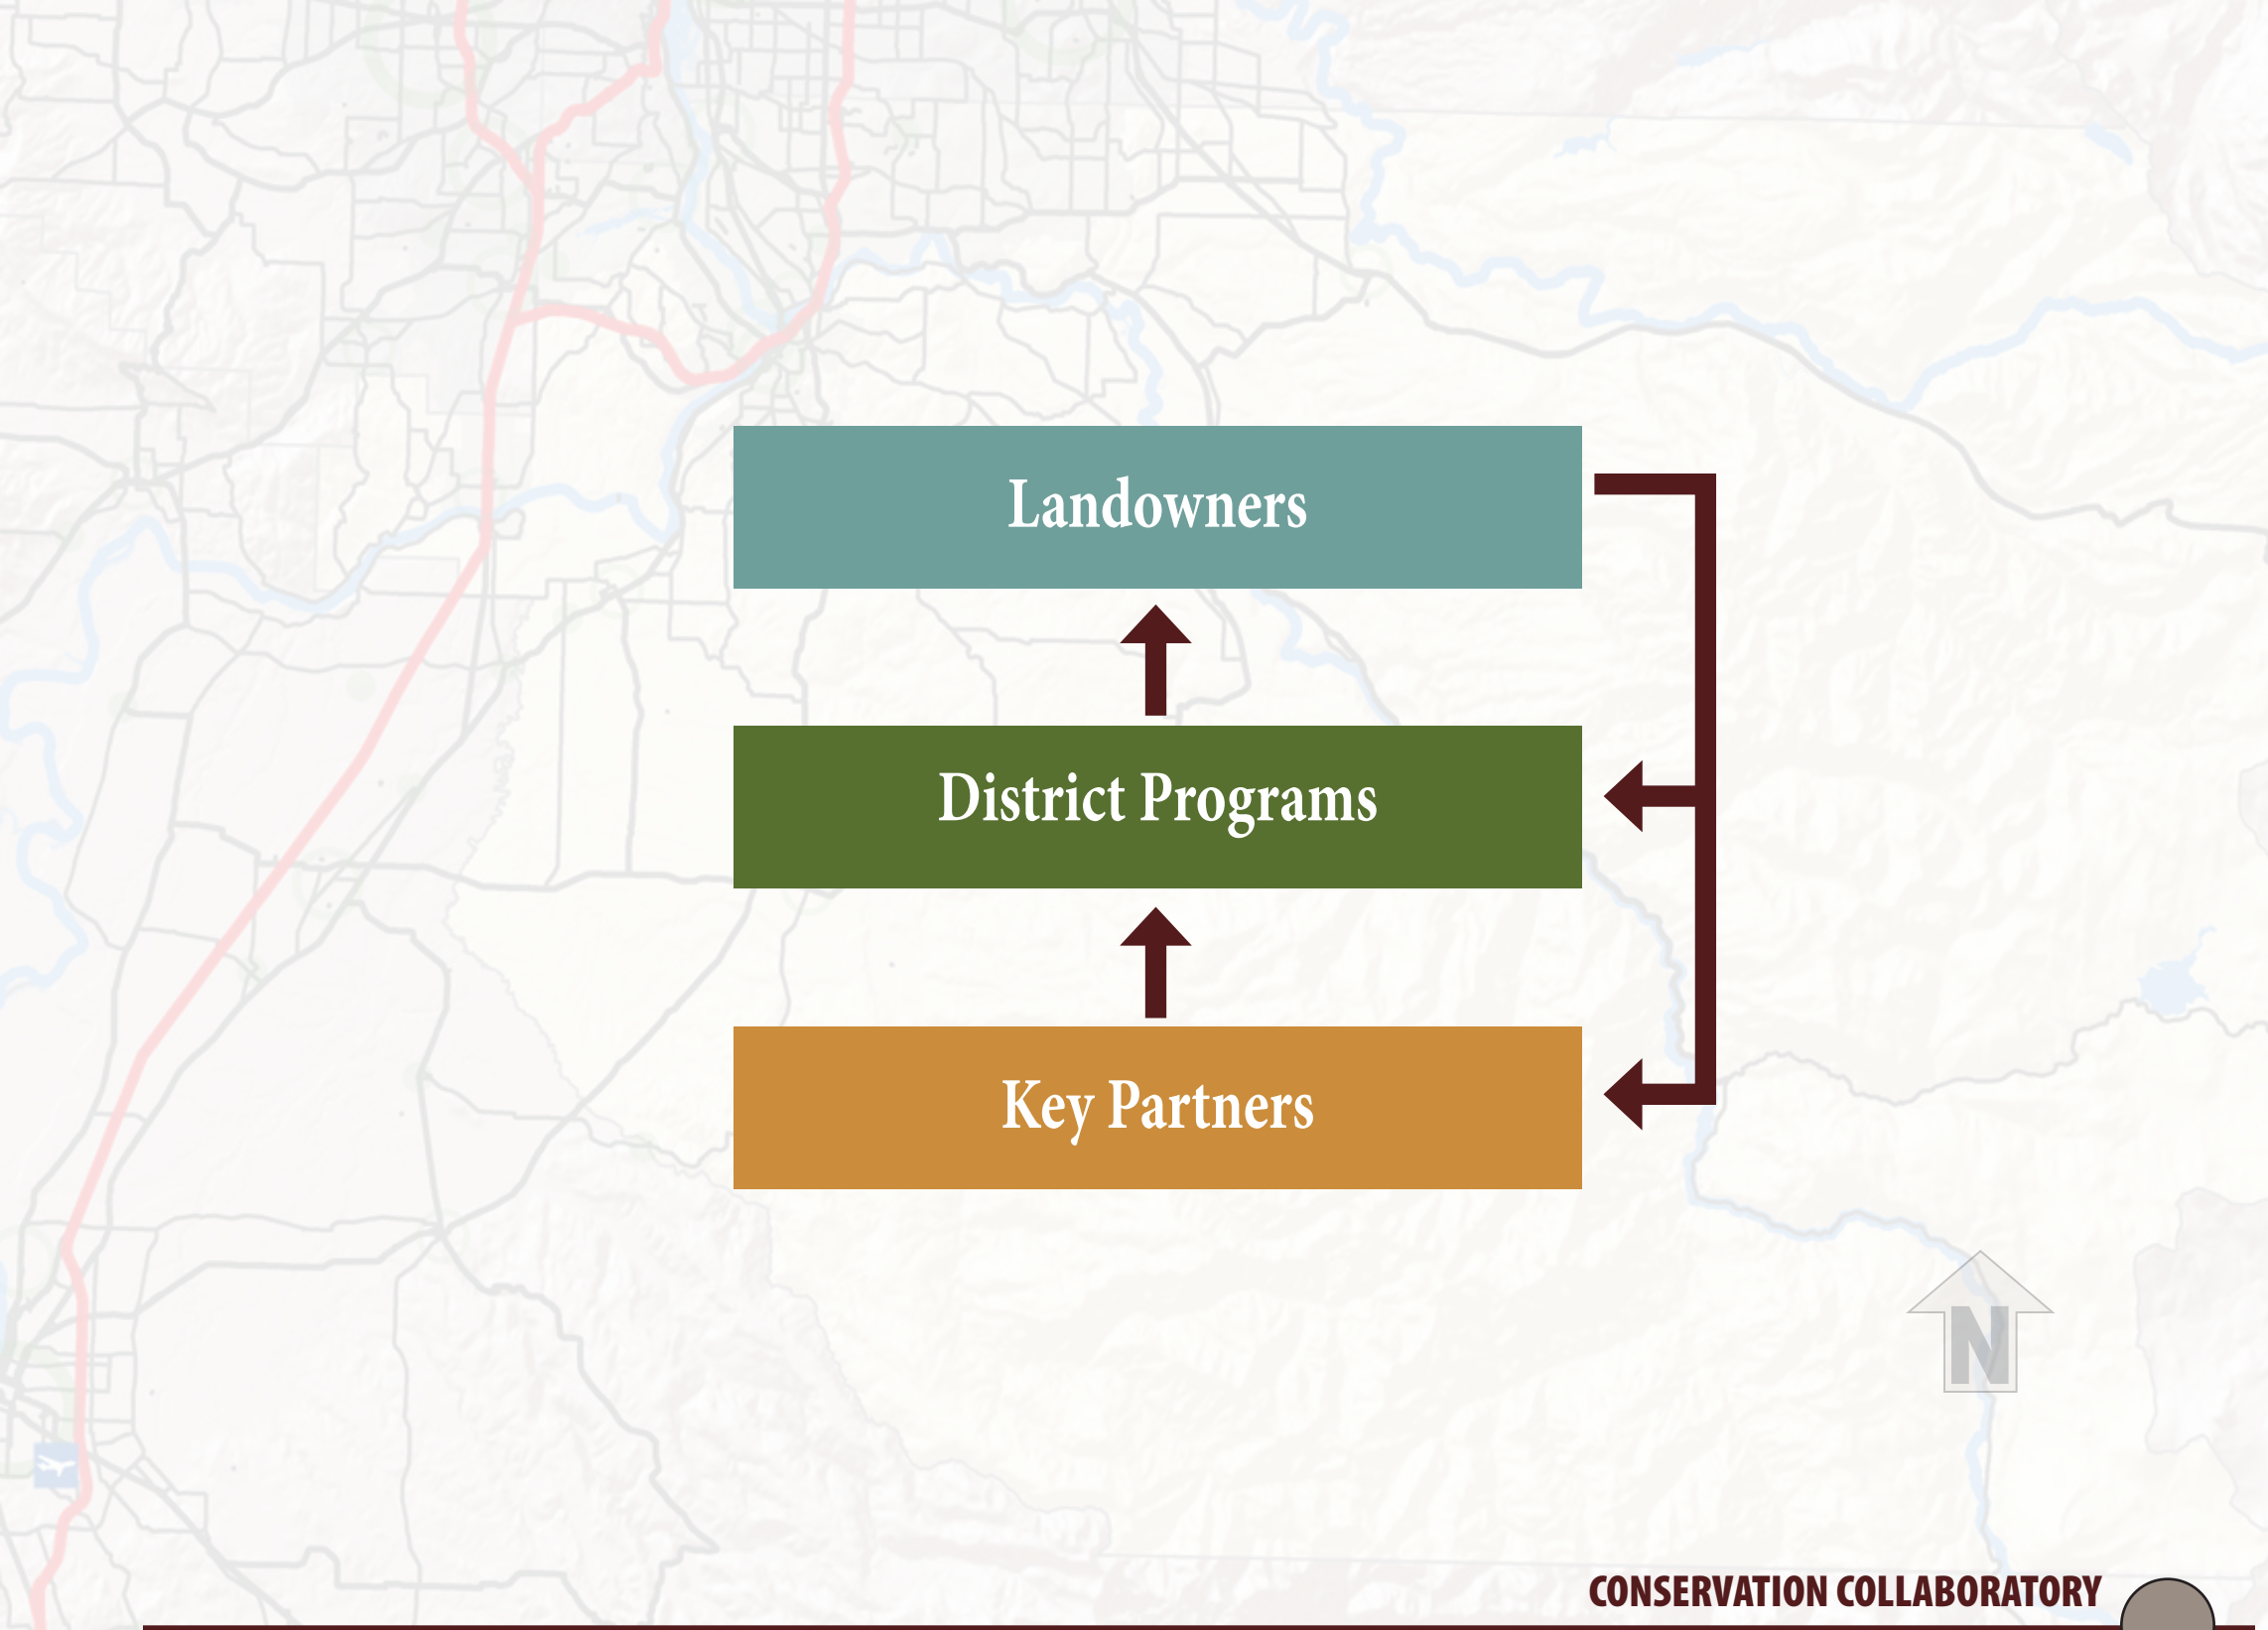 Landowners
District Programs
Key Partners
N
CONSERVATION COLLABORATORY